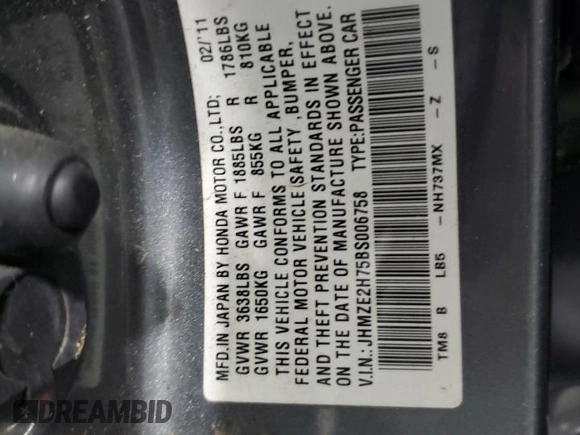 MFD.IN JAPAN BY HONDA MOTOR CO.,LTD; 02/'11
GVWR 3638LBS GAWR F 1885LBS R 1786LBS
GVWR 1650KG GAWR F 855KG R 810KG
THIS VEHICLE CONFORMS TO ALL APPLICABLE
FEDERAL MOTOR VEHICLE SAFETY ,BUMPER,
AND THEFT PREVENTION STANDARDS IN EFFECT
ON THE DATE OF MANUFACTURE SHOWN ABOVE.
V.I.N.: JHMZE2H75BS006758 TYPE:PASSENGER CAR
TM8 B LB5 -NH737MX - Z - S
DREAMBID